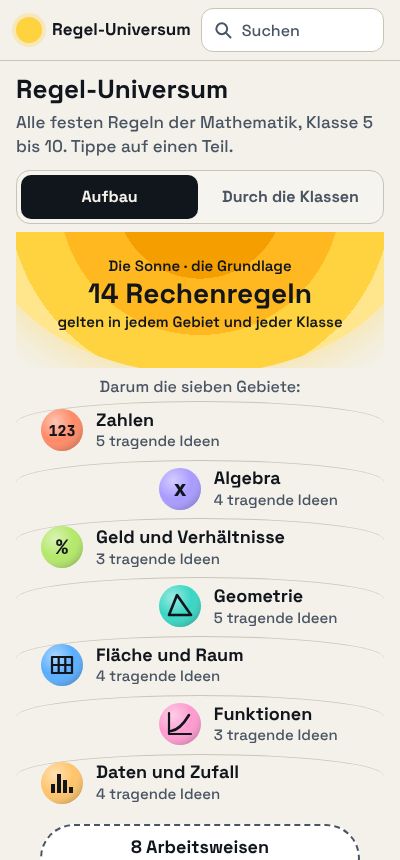 Regel-Universum
Suchen
Regel-Universum
Alle festen Regeln der Mathematik, Klasse 5
bis 10. Tippe auf einen Teil.
Aufbau
Durch die Klassen
Die Sonne · die Grundlage
14 Rechenregeln
gelten in jedem Gebiet und jeder Klasse
Darum die sieben Gebiete:
123
Zahlen
5 tragende Ideen
x
Algebra
4 tragende Ideen
%
Geld und Verhältnisse
3 tragende Ideen
Geometrie
5 tragende Ideen
Fläche und Raum
4 tragende Ideen
Funktionen
3 tragende Ideen
Daten und Zufall
4 tragende Ideen
8 Arbeitsweisen